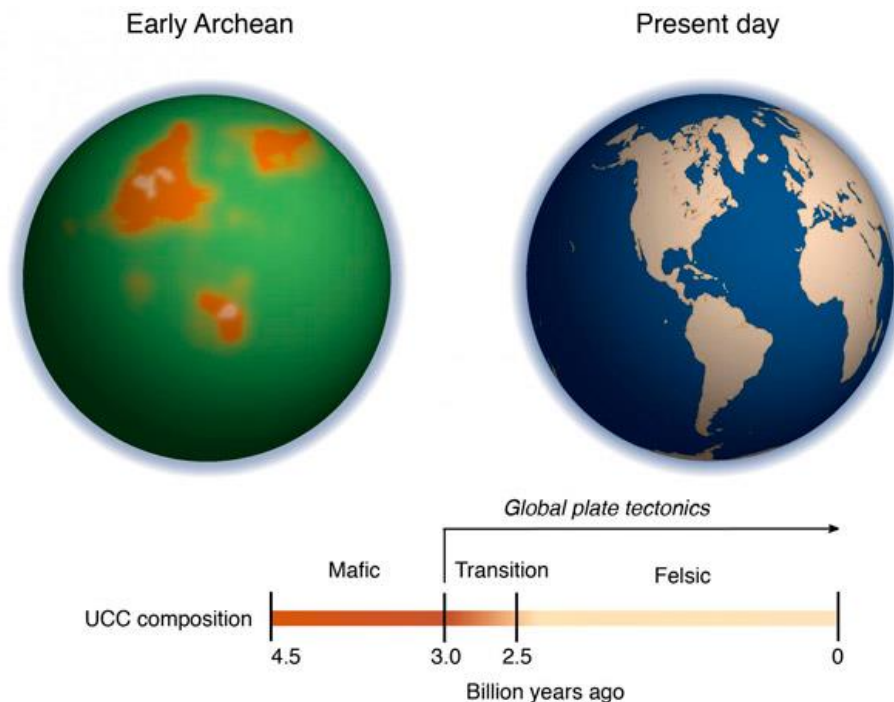 Early Archean
Present day
Global plate tectonics
Mafic
Transition
Felsic
UCC composition
4.5
3.0
2.5
0
Billion years ago